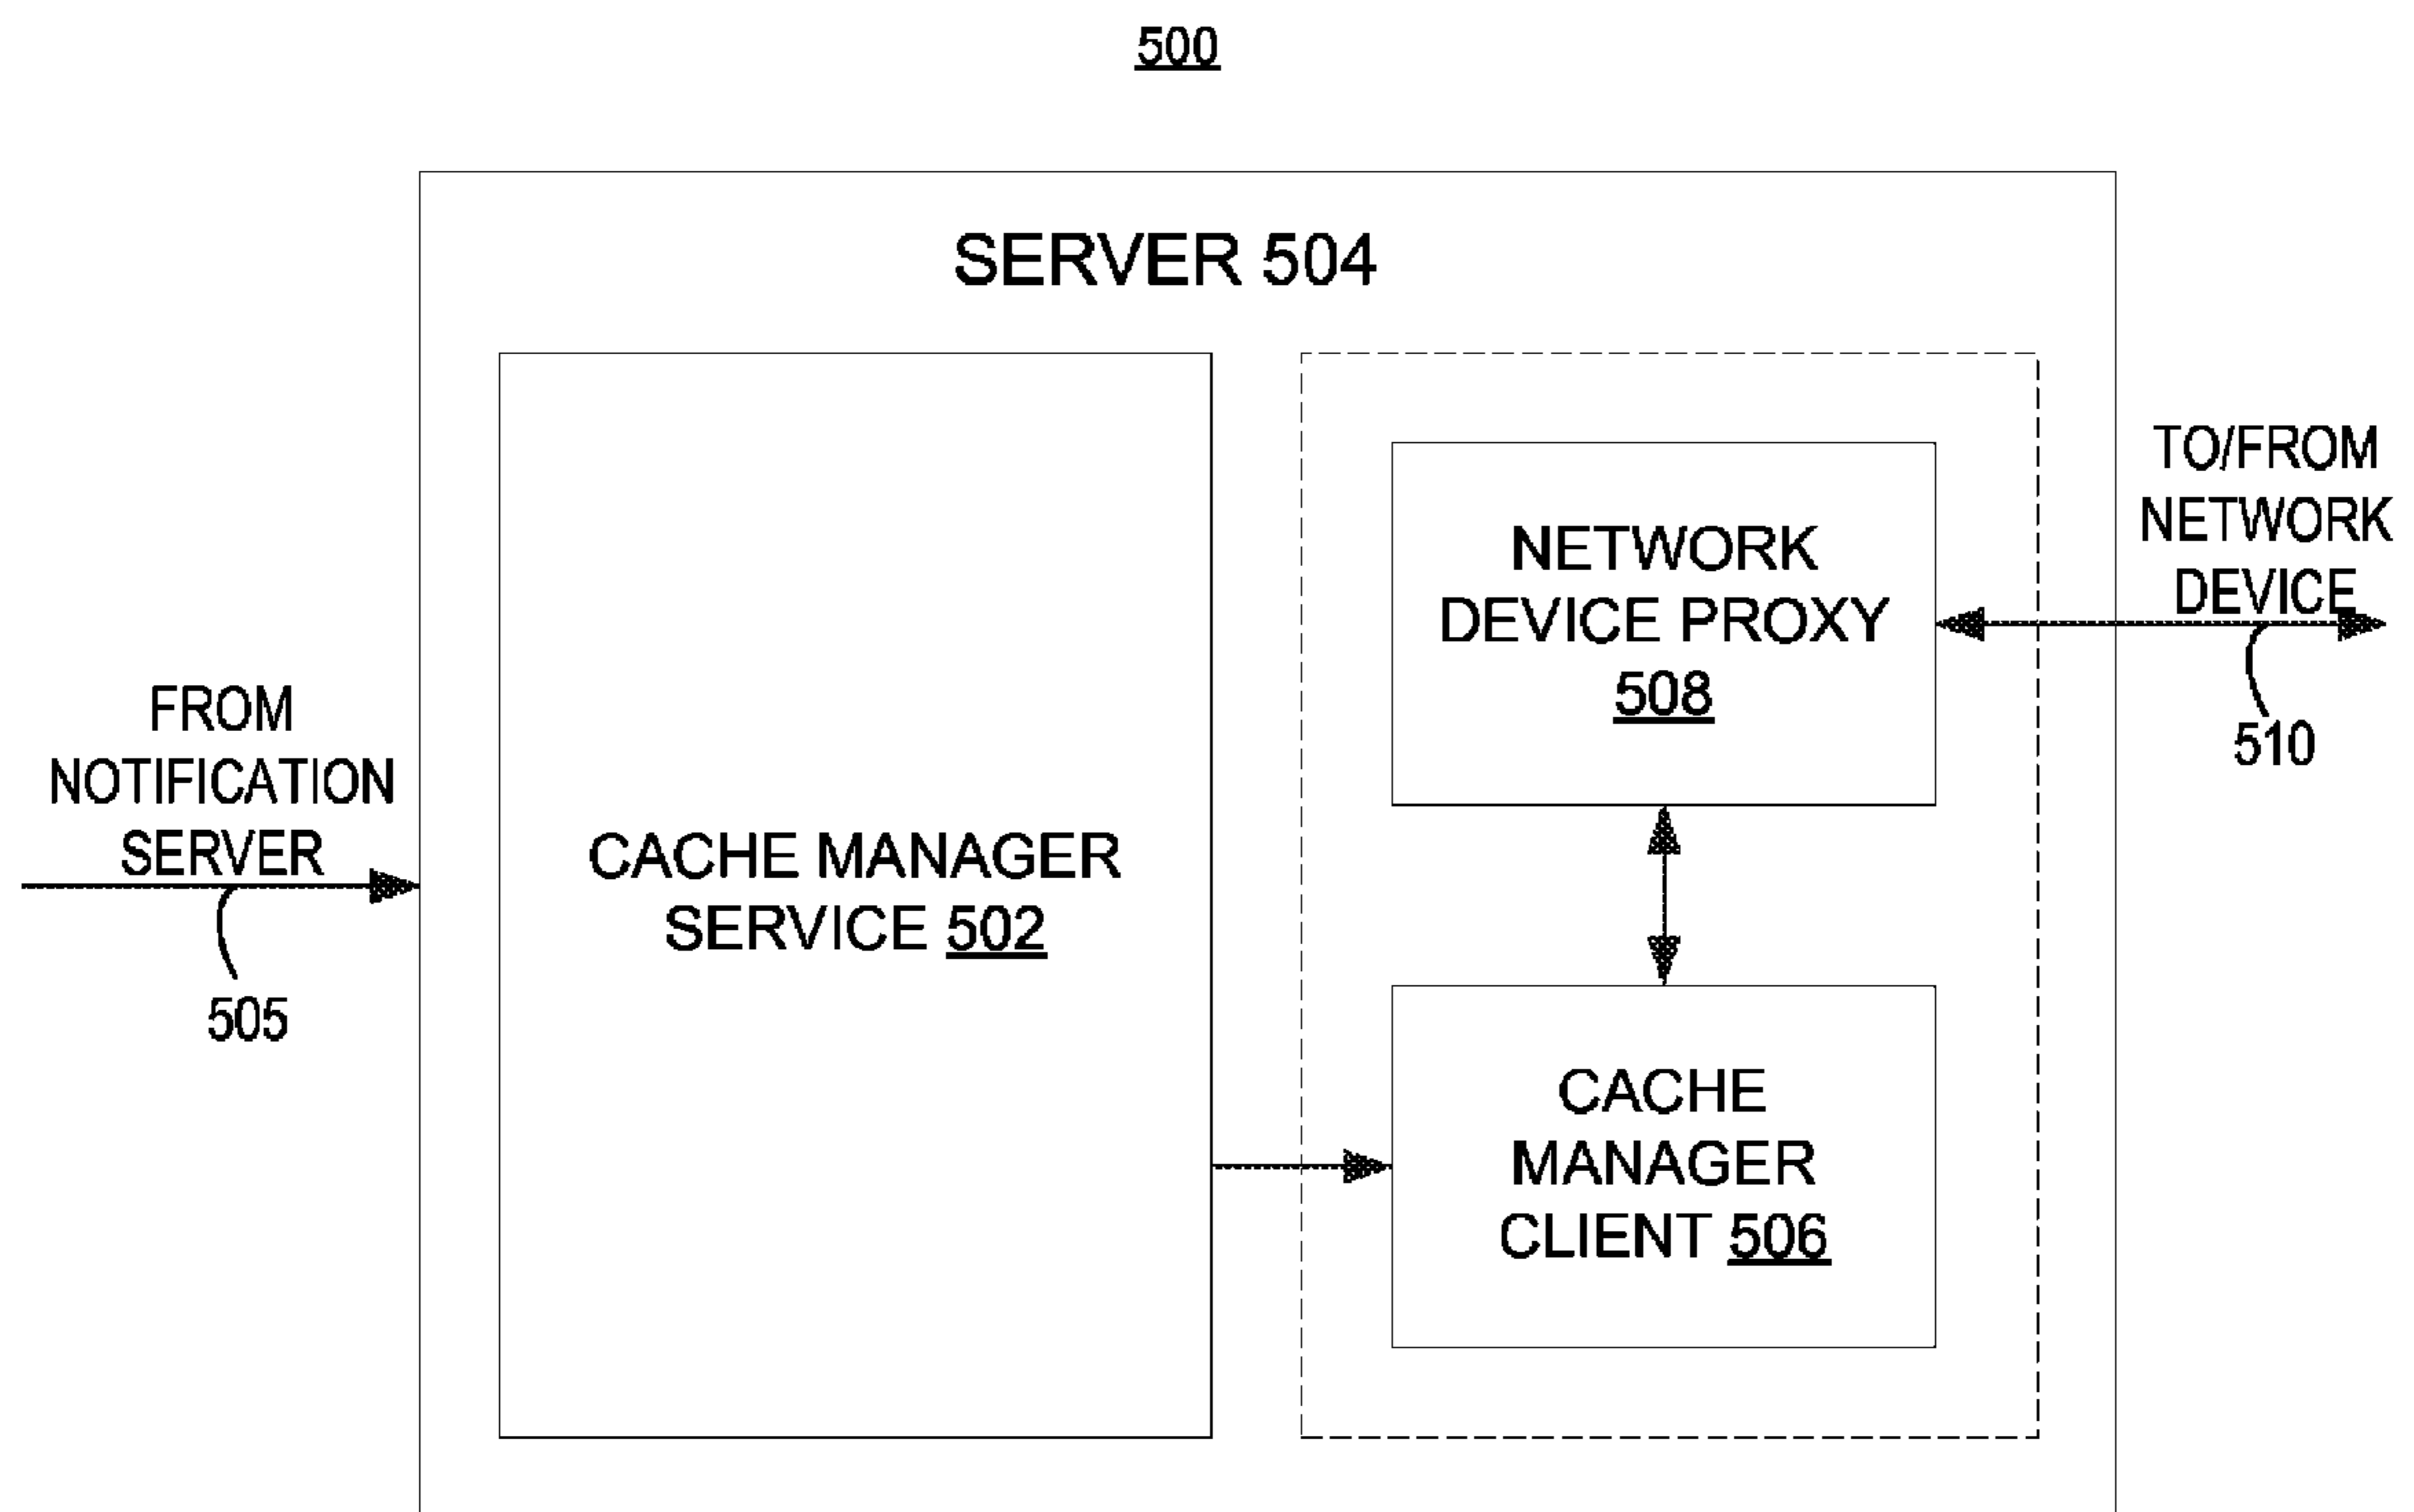 500
SERVER 504
FROM
NOTIFICATION
SERVER
505
CACHE MANAGER
SERVICE 502
NETWORK
DEVICE PROXY
508
CACHE
MANAGER
CLIENT 506
TO/FROM
NETWORK
DEVICE
510